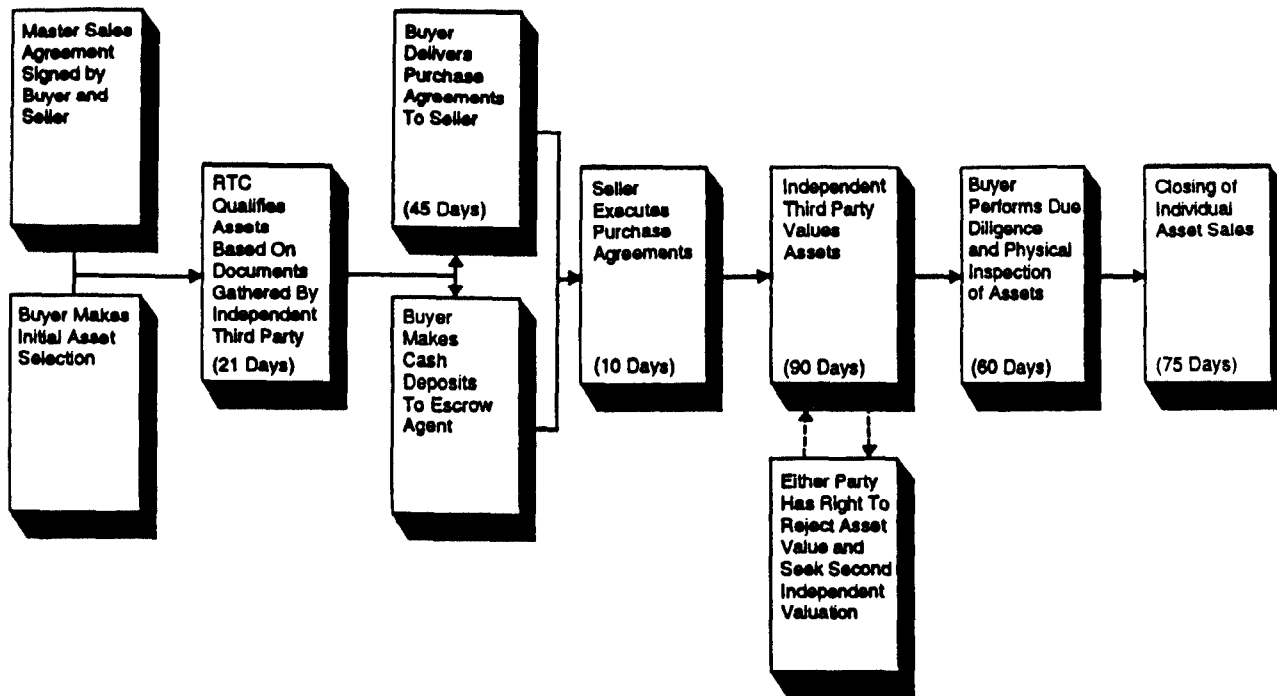 Master Sales
Agreement
Signed by
Buyer and
Seller
Buyer Makes
Initial Asset
Selection
RTC
Qualifies
Assets
Based On
Documents
Gathered By
Independent
Third Party
(21 Days)
Buyer
Delivers
Purchase
Agreements
To Seller
(45 Days)
Buyer
Makes
Cash
Deposits
To Escrow
Agent
Seller
Executes
Purchase
Agreements
(10 Days)
Independent
Third Party
Values
Assets
(90 Days)
Either Party
Has Right To
Reject Asset
Value and
Seek Second
Independent
Valuation
Buyer
Performs Due
Diligence
and Physical
Inspection
of Assets
(60 Days)
Closing of
Individual
Asset Sales
(75 Days)